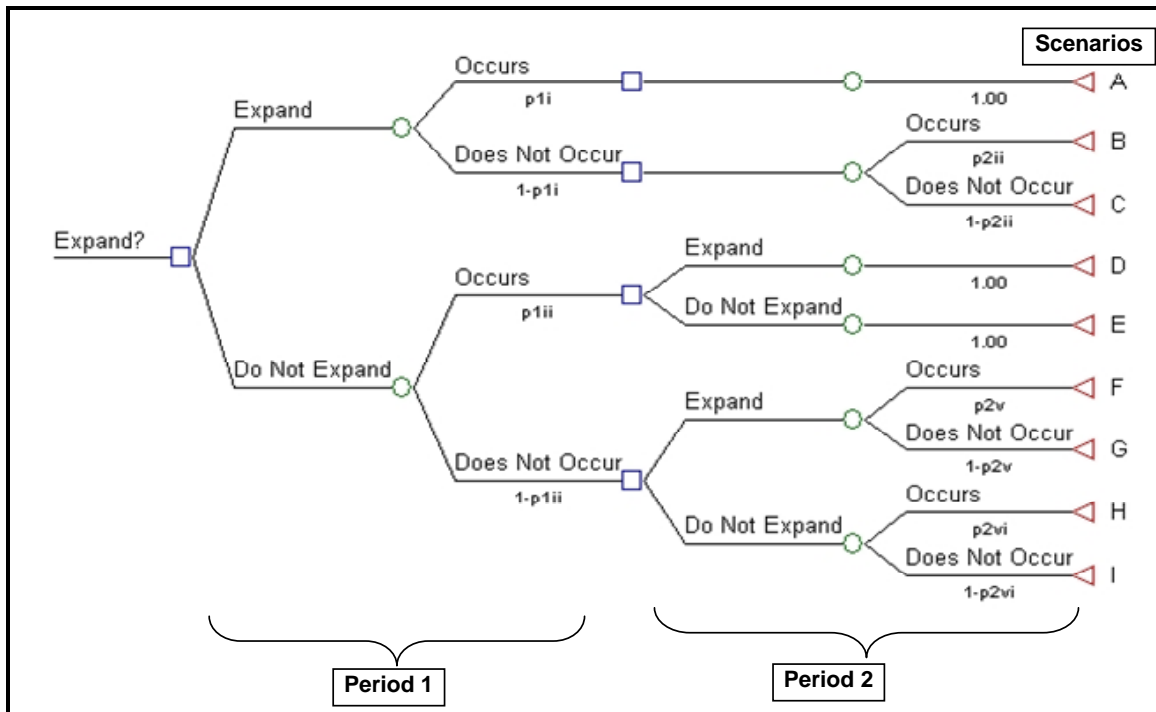 Scenarios
Occurs
p1i
1.00
A
Expand
Occurs
p2ii
B
Does Not Occur
1-p1i
Does Not Occur
1-p2ii
C
Expand?
Expand
1.00
D
Occurs
p1ii
Do Not Expand
1.00
E
Do Not Expand
Occurs
p2v
F
Expand
Does Not Occur
1-p2v
G
Does Not Occur
1-p1ii
Occurs
p2vi
H
Do Not Expand
Does Not Occur
1-p2vi
I
Period 1
Period 2